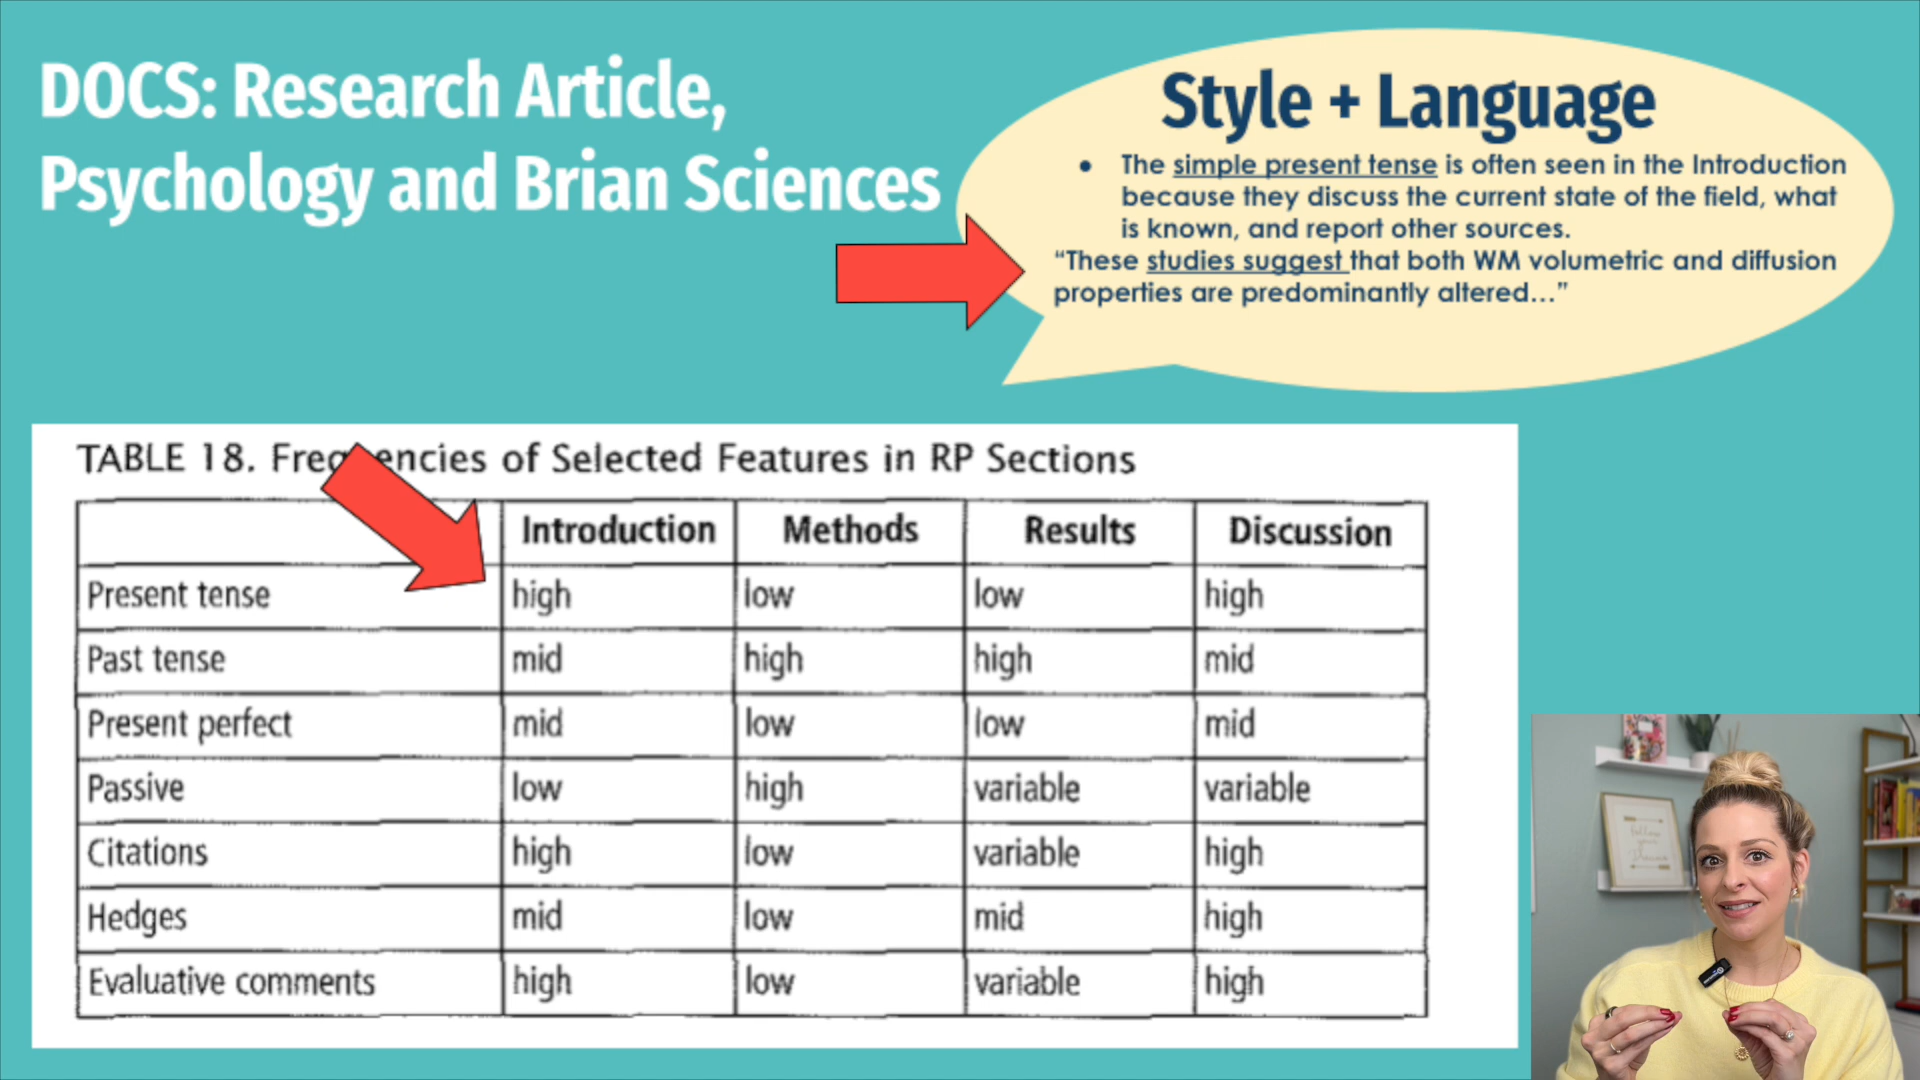 DOCS: Research Article,
Psychology and Brian Sciences
Style + Language
• The simple present tense is often seen in the Introduction
because they discuss the current state of the field, what
is known, and report other sources.
“These studies suggest that both WM volumetric and diffusion
properties are predominantly altered...”
TABLE 18. Frequencies of Selected Features in RP Sections
Introduction Methods Results Discussion
Present tense high low low high
Past tense mid high high mid
Present perfect mid low low mid
Passive low high variable variable
Citations high low variable high
Hedges mid low mid high
Evaluative comments high low variable high